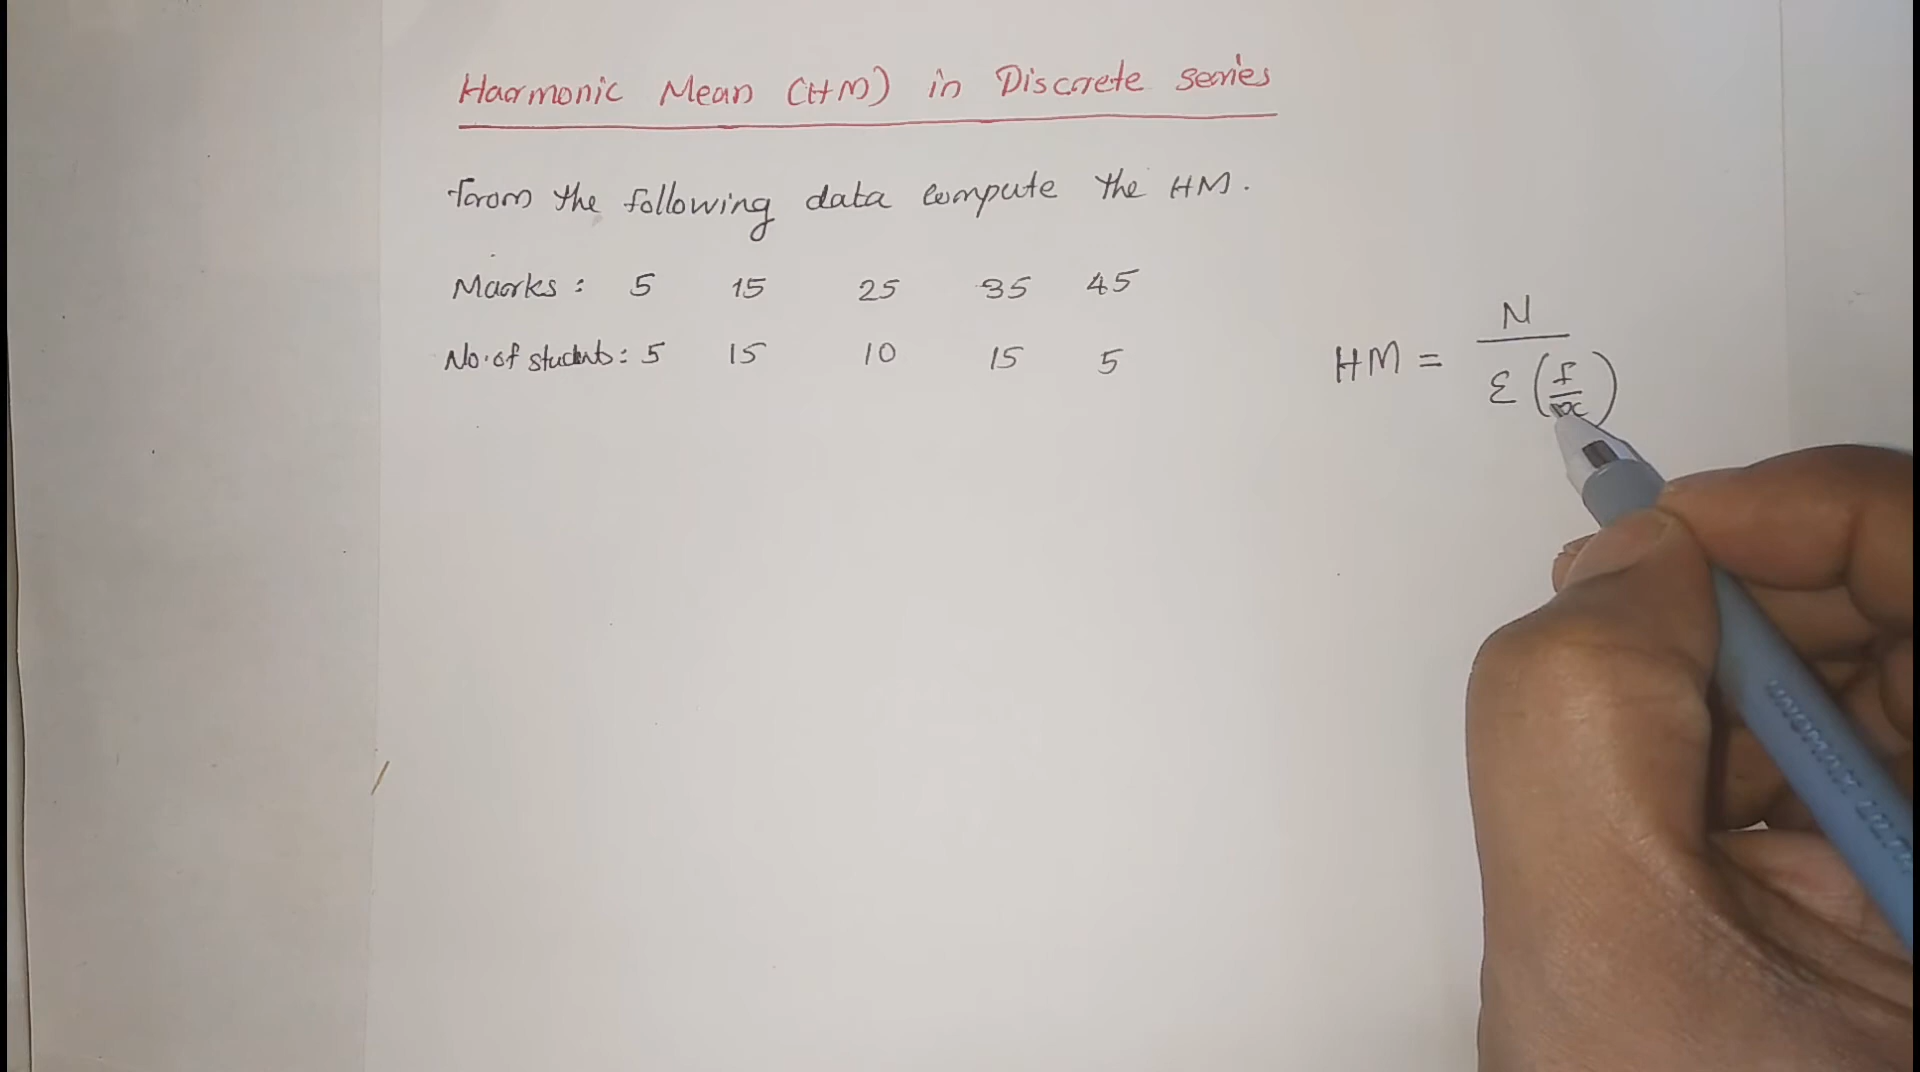 Harmonic Mean (HM) in Discrete series
From the following data compute the HM.
Marks : 5 15 25 35 45
No. of students : 5 15 10 15 5
HM = N / Σ (f/x)